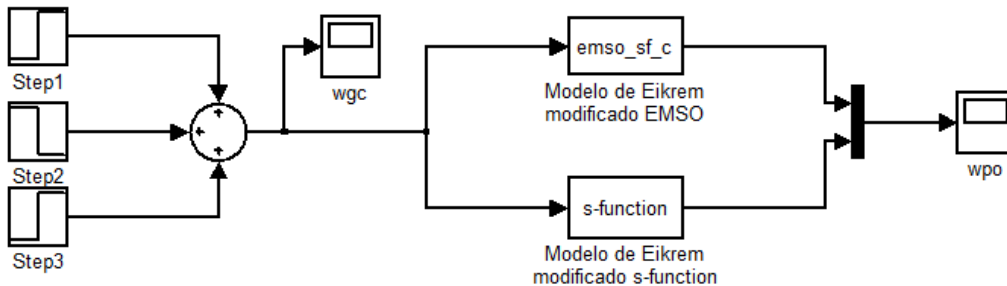 Step1
Step2
Step3
+
+
+
wgc
emso_sf_c
Modelo de Eikrem
modificado EMSO
s-function
Modelo de Eikrem
modificado s-function
wpo